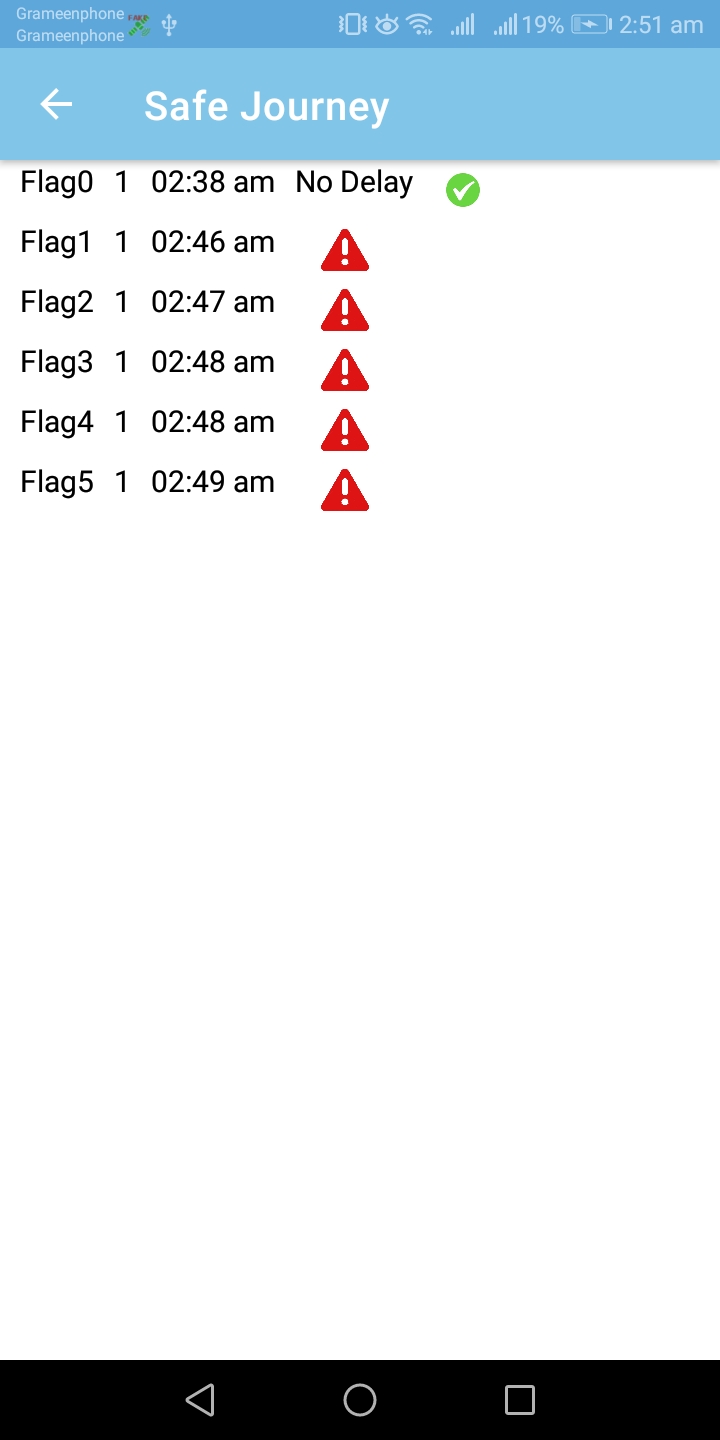 Grameenphone
Grameenphone FAKE 19% 2:51 am
Safe Journey
Flag0 1 02:38 am No Delay
Flag1 1 02:46 am
Flag2 1 02:47 am
Flag3 1 02:48 am
Flag4 1 02:48 am
Flag5 1 02:49 am